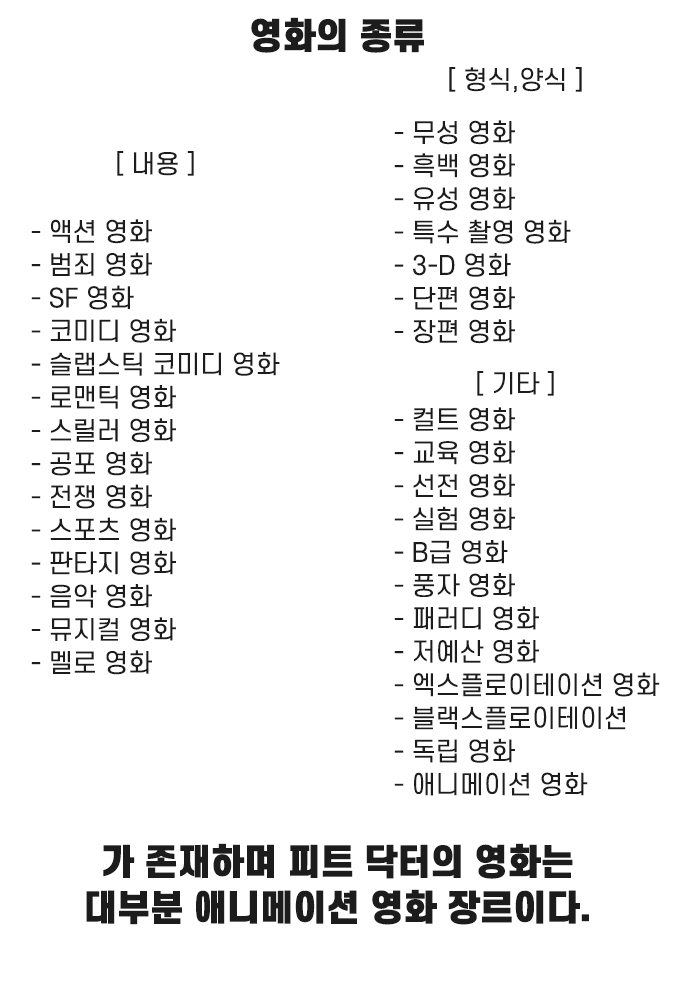 영화의 종류
[ 내용 ]
- 액션 영화
- 범죄 영화
- SF 영화
- 코미디 영화
- 슬랩스틱 코미디 영화
- 로맨틱 영화
- 스릴러 영화
- 공포 영화
- 전쟁 영화
- 스포츠 영화
- 판타지 영화
- 음악 영화
- 뮤지컬 영화
- 멜로 영화
[ 형식,양식 ]
- 무성 영화
- 흑백 영화
- 유성 영화
- 특수 촬영 영화
- 3-D 영화
- 단편 영화
- 장편 영화
[ 기타 ]
- 컬트 영화
- 교육 영화
- 선전 영화
- 실험 영화
- B급 영화
- 풍자 영화
- 패러디 영화
- 저예산 영화
- 엑스플로이테이션 영화
- 블랙스플로이테이션
- 독립 영화
- 애니메이션 영화
가 존재하며 피트 닥터의 영화는
대부분 애니메이션 영화 장르이다.